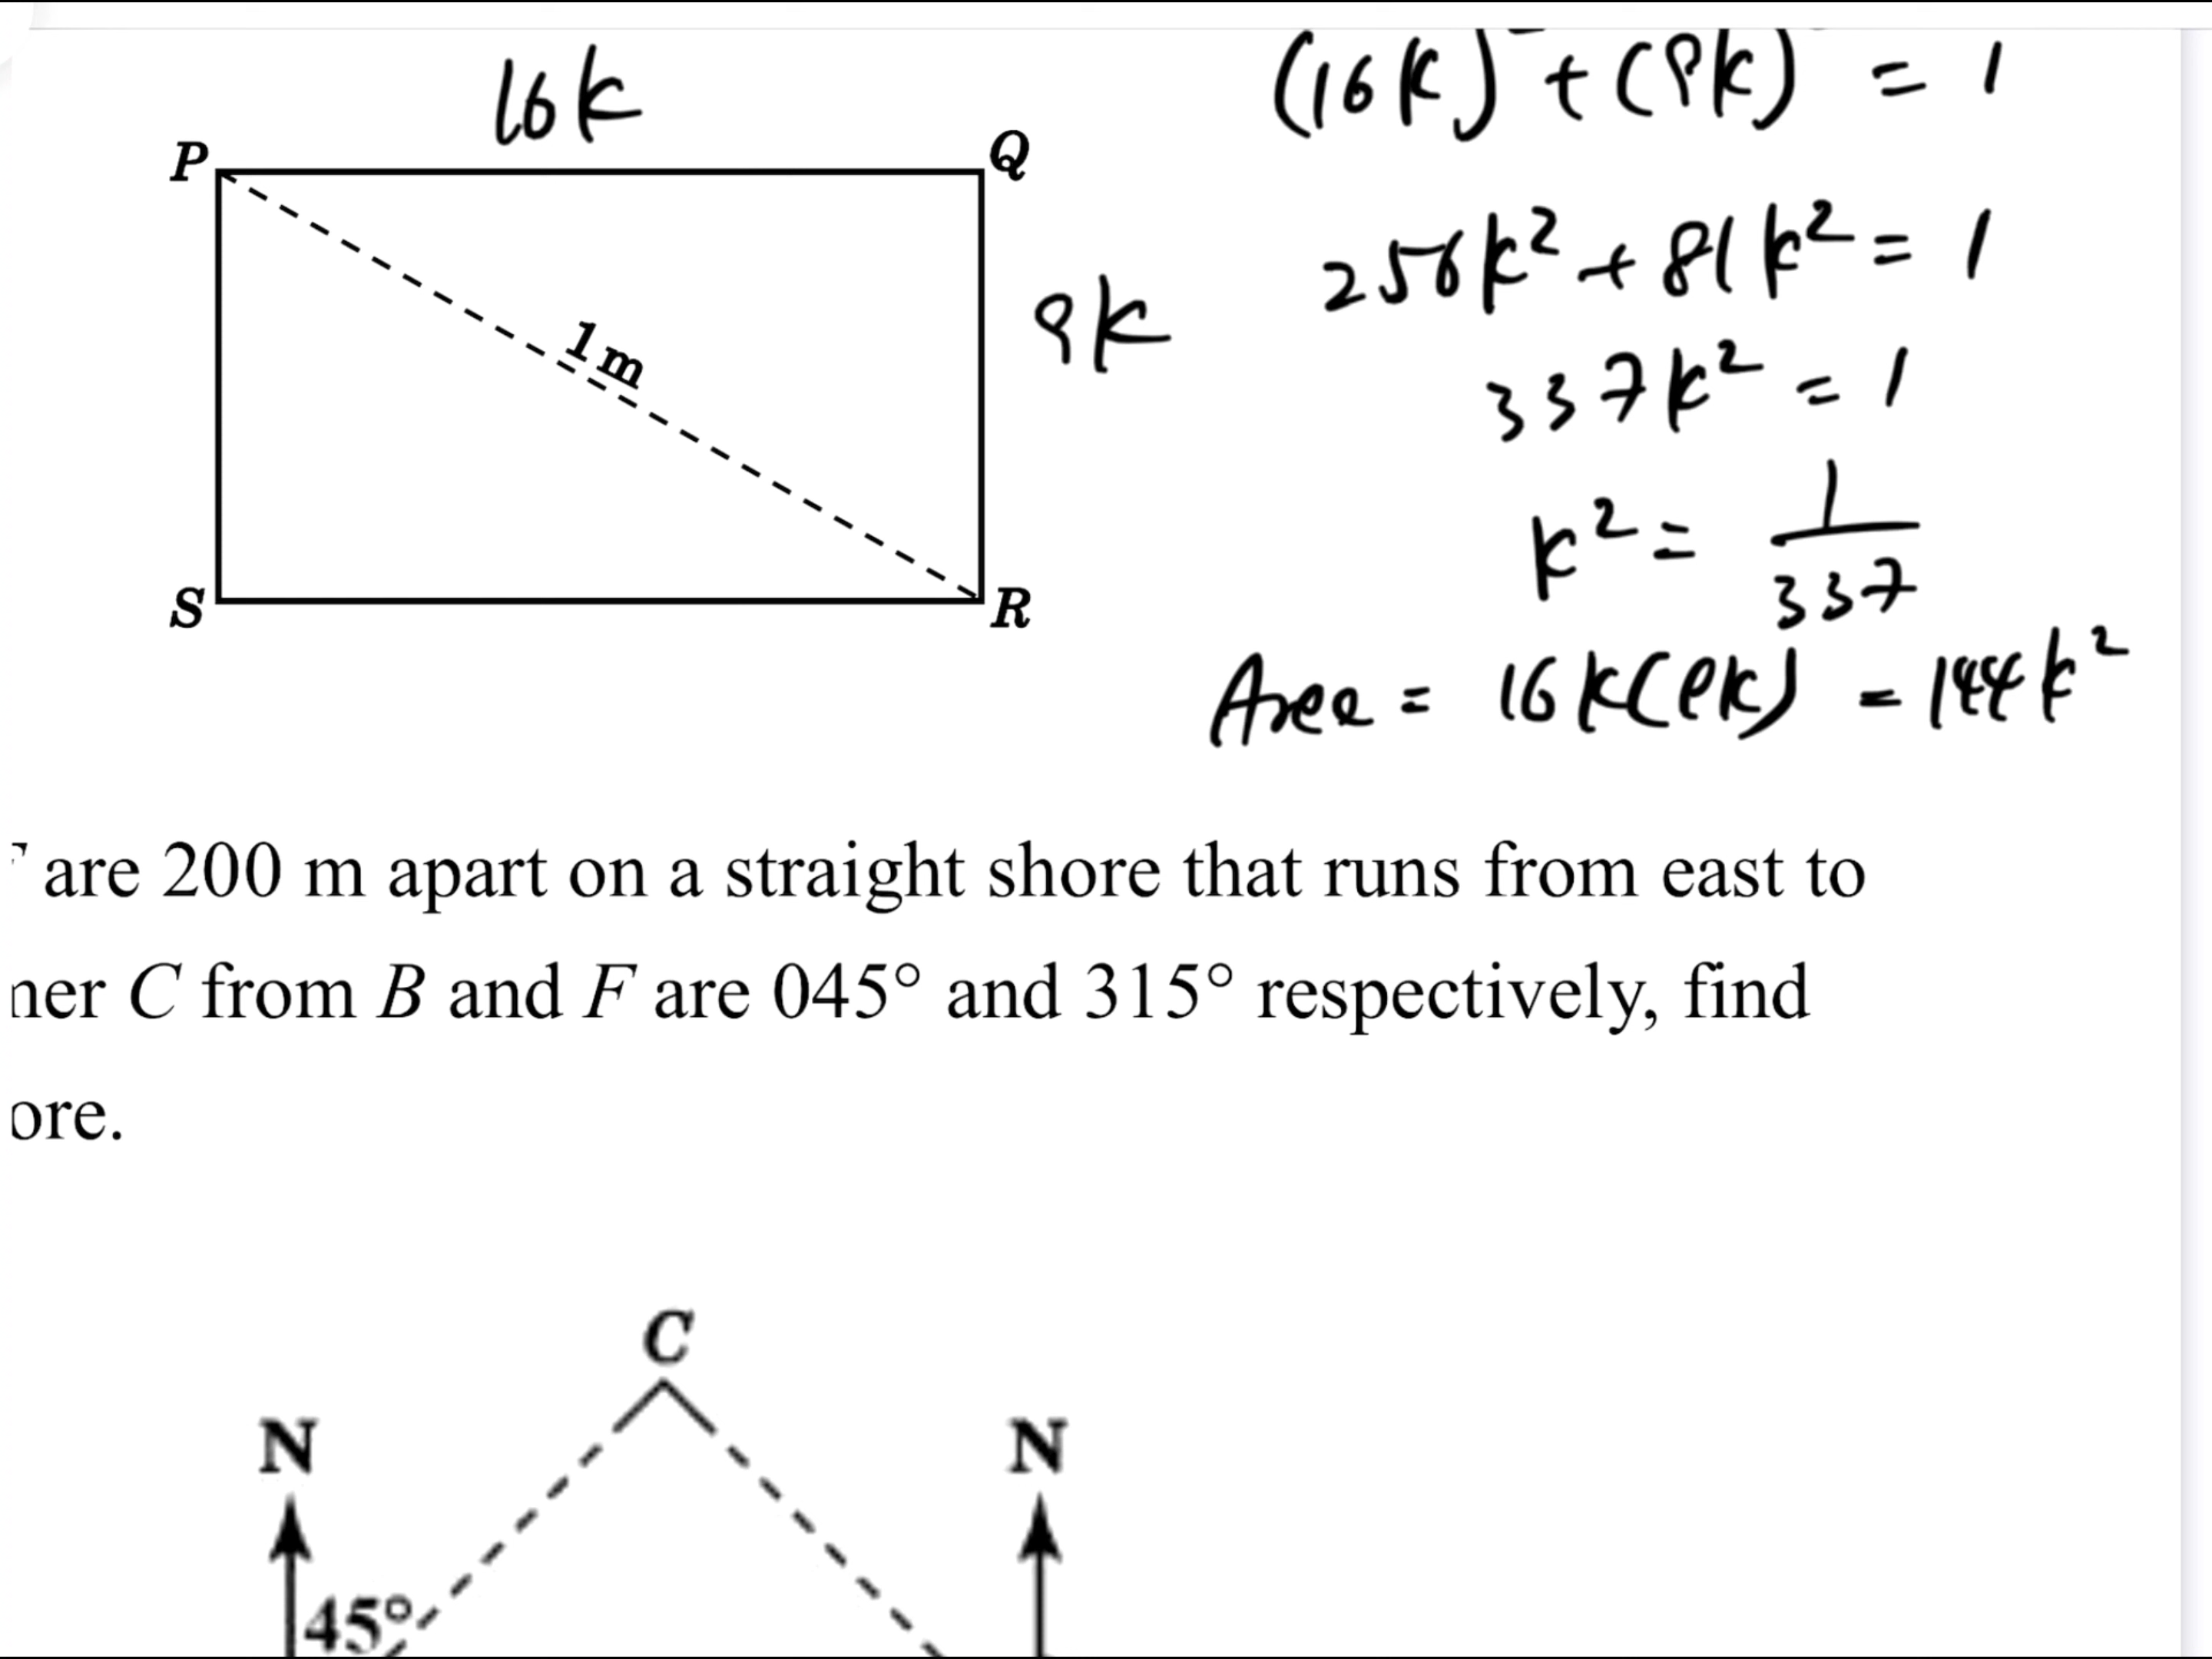 16k
(16k)² + (9k)² = 1
P
Q
256k² + 81k² = 1
1 m
9k
337k² = 1
k² = 1/337
S
R
Area = 16k(9k) = 144k²
are 200 m apart on a straight shore that runs from east to
C from B and F are 045° and 315° respectively, find
C
N
N
45°